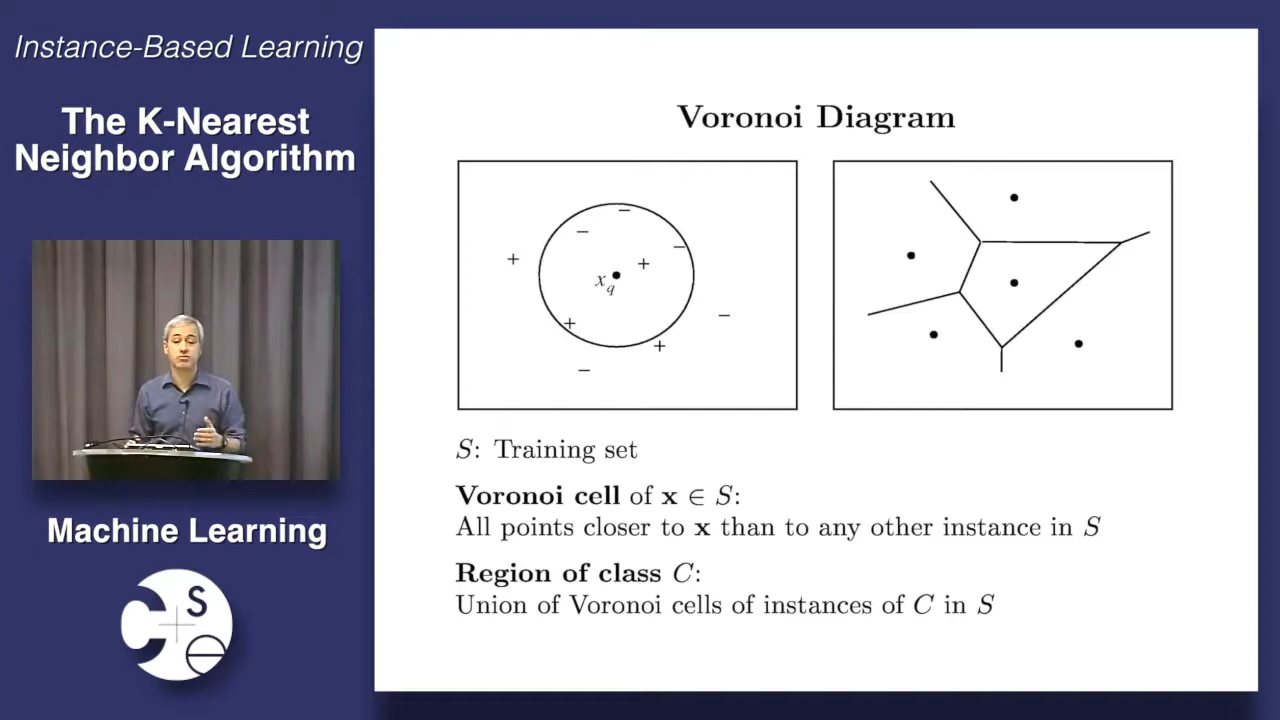 Instance-Based Learning
The K-Nearest
Neighbor Algorithm
Machine Learning
C S e
Voronoi Diagram
− − − + + x_q + − + −
S: Training set
Voronoi cell of x ∈ S:
All points closer to x than to any other instance in S
Region of class C:
Union of Voronoi cells of instances of C in S